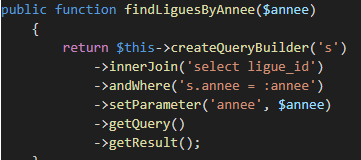 public function findLiguesByAnnee($annee)
{
return $this->createQueryBuilder('s')
->innerJoin('select ligue_id')
->andWhere('s.annee = :annee')
->setParameter('annee', $annee)
->getQuery()
->getResult();
}